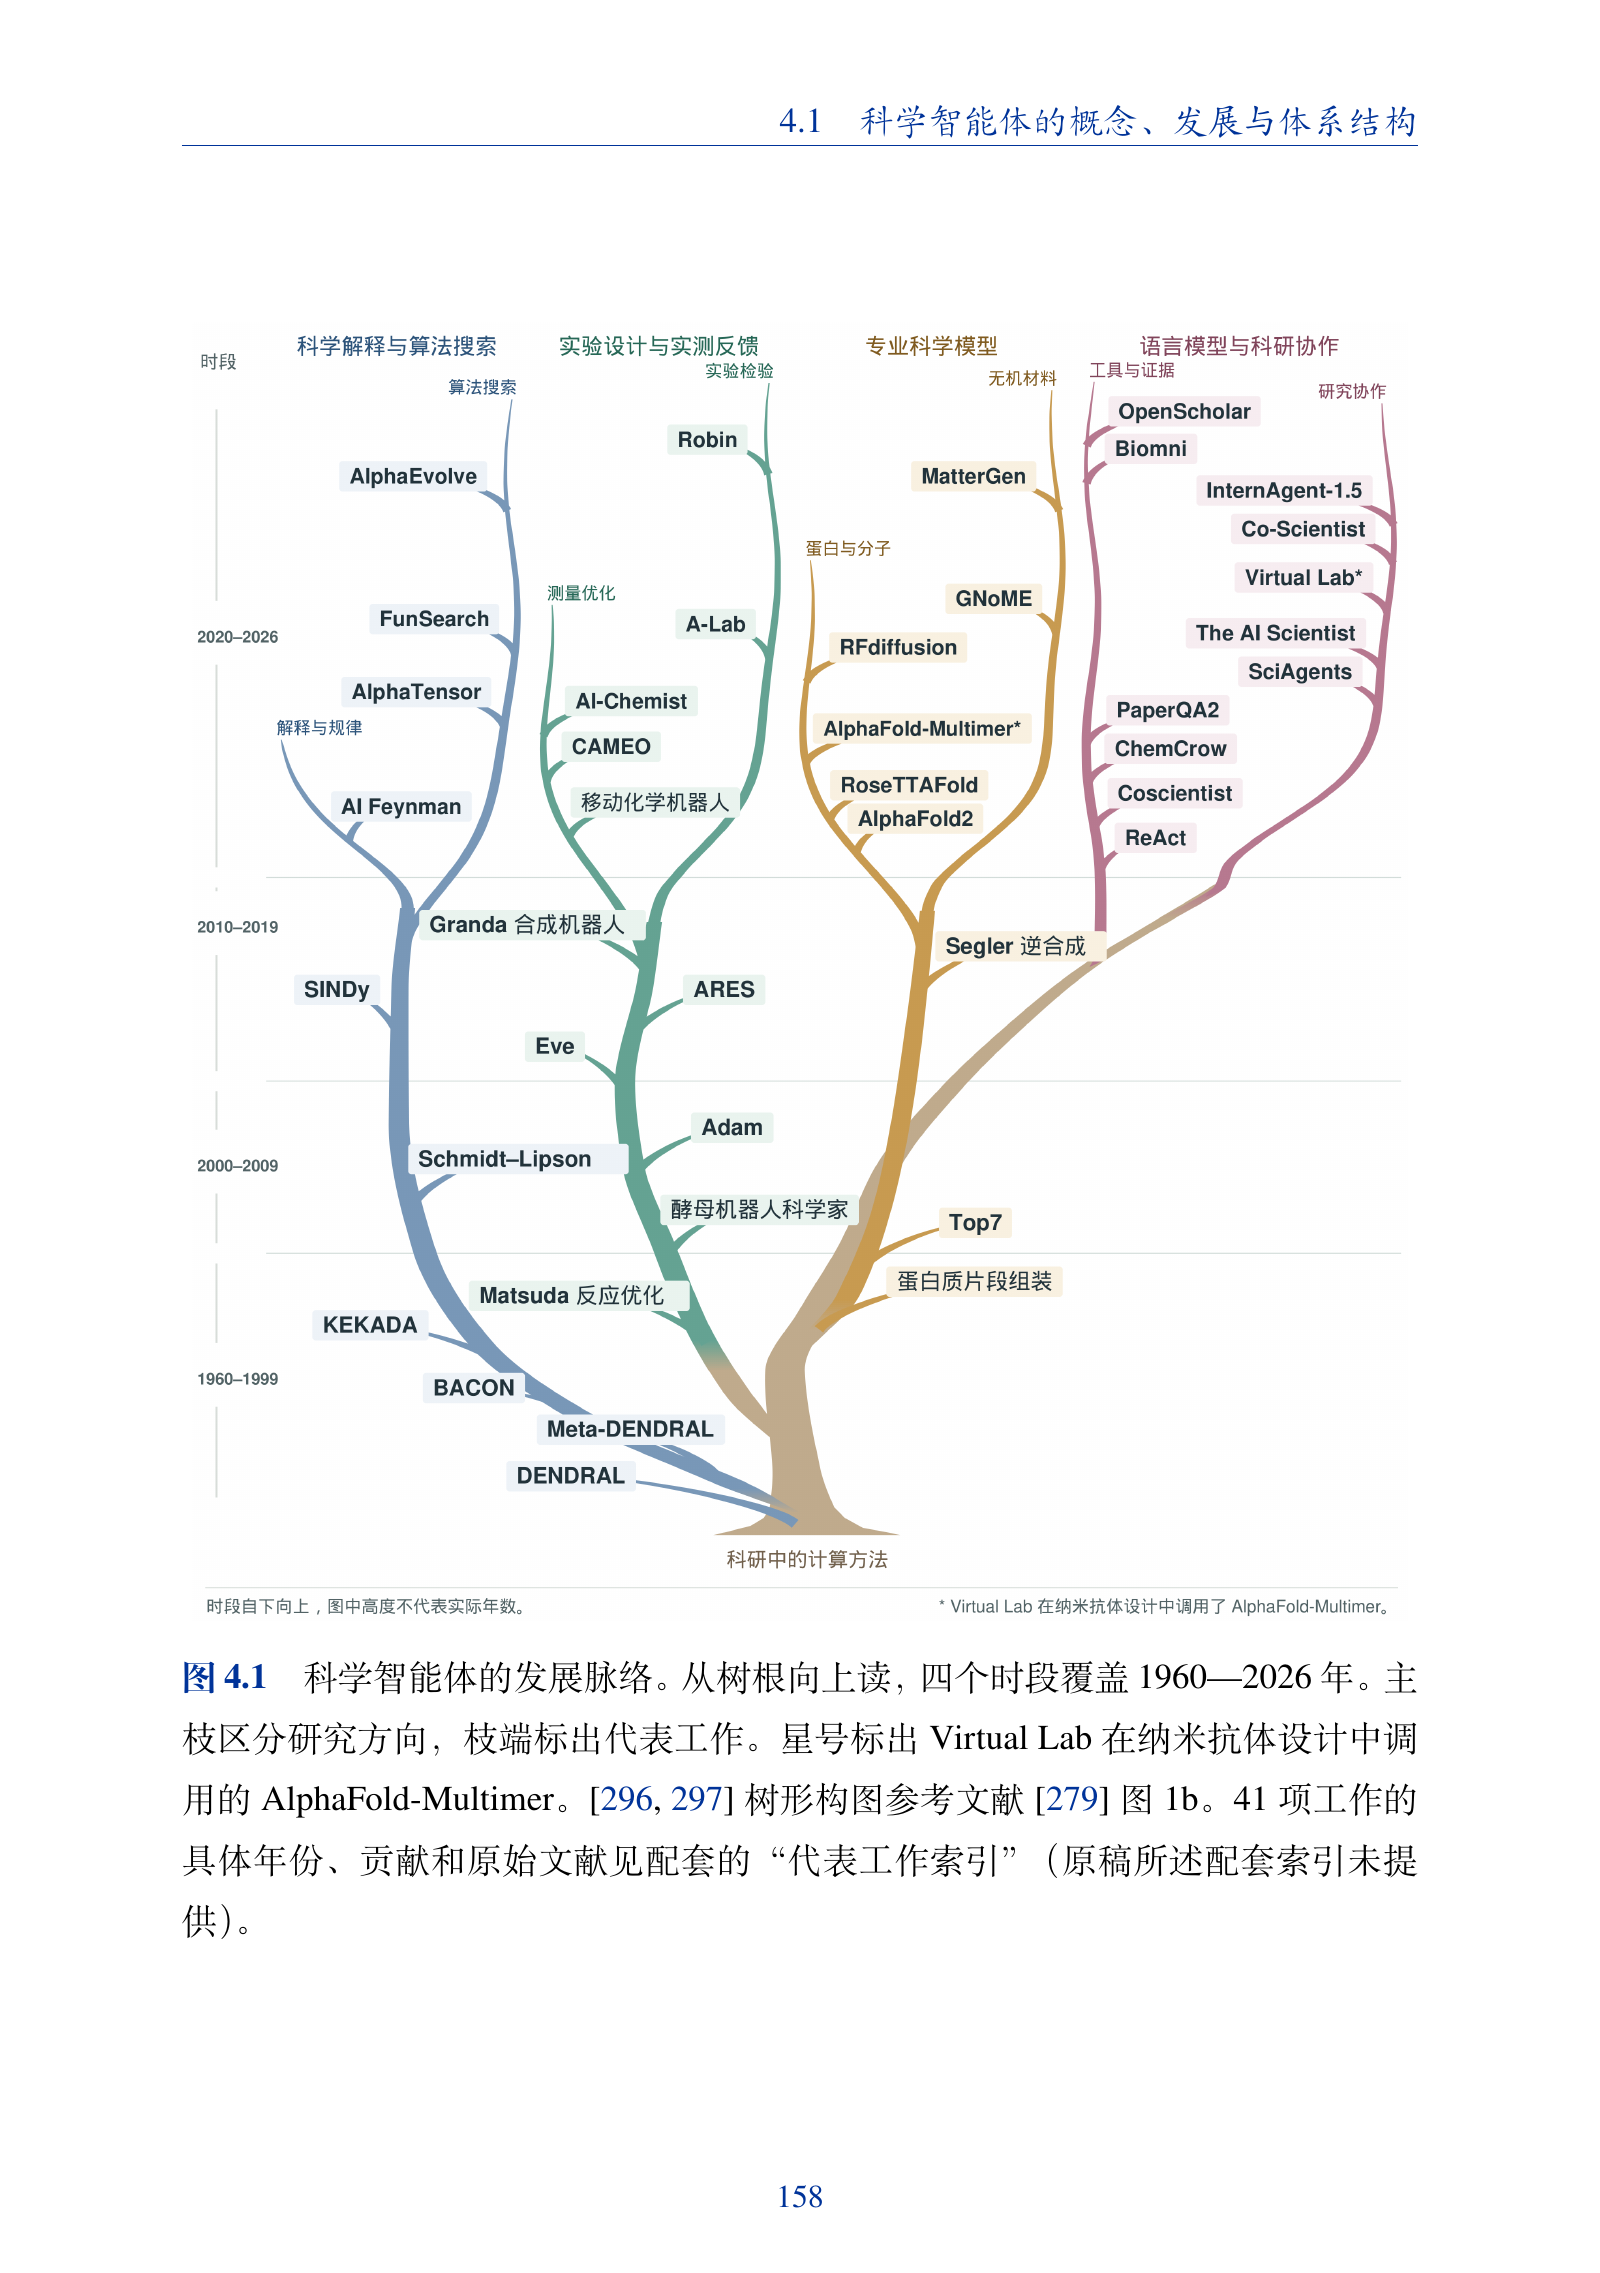 4.1 科学智能体的概念、发展与体系结构
时段
科学解释与算法搜索
实验设计与实测反馈
专业科学模型
语言模型与科研协作
算法搜索
实验检验
无机材料
工具与证据
研究协作
OpenScholar
Robin
Biomni
AlphaEvolve
MatterGen
InternAgent-1.5
Co-Scientist
蛋白与分子
Virtual Lab*
测量优化
GNoME
FunSearch
A-Lab
2020–2026
The AI Scientist
RFdiffusion
SciAgents
AlphaTensor
AI-Chemist
PaperQA2
解释与规律
AlphaFold-Multimer*
CAMEO
ChemCrow
RoseTTAFold
Coscientist
AI Feynman
移动化学机器人
AlphaFold2
ReAct
2010–2019
Granda 合成机器人
Segler 逆合成
SINDy
ARES
Eve
Adam
2000–2009
Schmidt–Lipson
酵母机器人科学家
Top7
蛋白质片段组装
Matsuda 反应优化
KEKADA
1960–1999
BACON
Meta-DENDRAL
DENDRAL
科研中的计算方法
时段自下向上，图中高度不代表实际年数。
* Virtual Lab 在纳米抗体设计中调用了 AlphaFold-Multimer。
图 4.1 科学智能体的发展脉络。从树根向上读，四个时段覆盖 1960—2026 年。主
枝区分研究方向，枝端标出代表工作。星号标出 Virtual Lab 在纳米抗体设计中调
用的 AlphaFold-Multimer。[296, 297] 树形构图参考文献 [279] 图 1b。41 项工作的
具体年份、贡献和原始文献见配套的“代表工作索引”（原稿所述配套索引未提
供）。
158